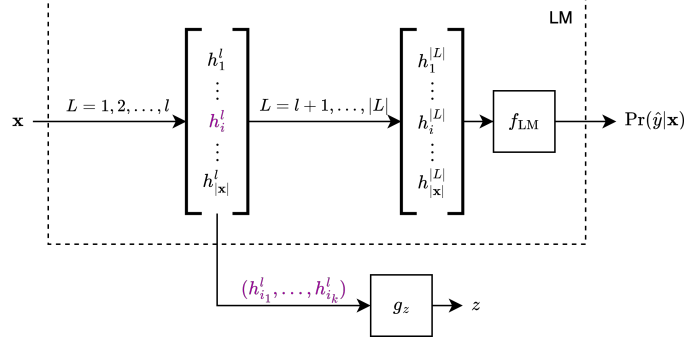 LM
x
L = 1, 2, ..., l
h_1^l
⋮
h_i^l
⋮
h_{|x|}^l
L = l + 1, ..., |L|
h_1^{|L|}
⋮
h_i^{|L|}
⋮
h_{|x|}^{|L|}
f_LM
Pr(ŷ|x)
(h_{i_1}^l, ..., h_{i_k}^l)
g_z
z